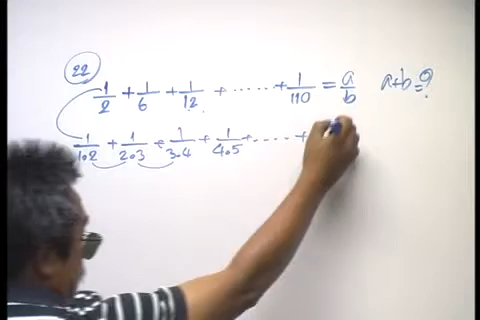 22
1/2 + 1/6 + 1/12 + ...... + 1/110 = a/b a+b=?
1/1.2 + 1/2.3 + 1/3.4 + 1/4.5 + ..... +